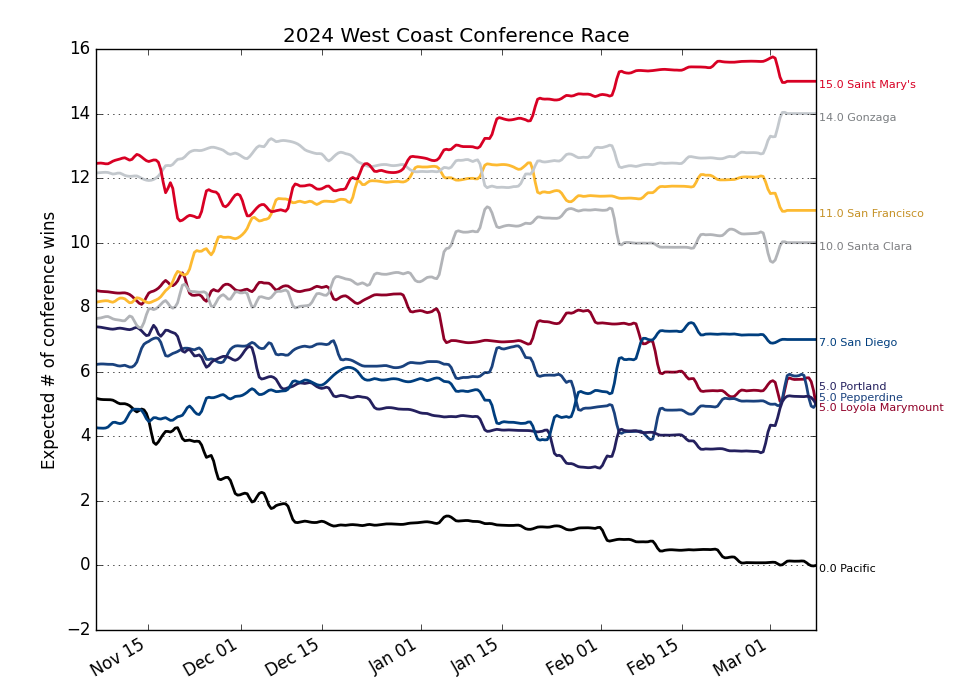 2024 West Coast Conference Race
Expected # of conference wins
16
14
12
10
8
6
4
2
0
−2
15.0 Saint Mary's
14.0 Gonzaga
11.0 San Francisco
10.0 Santa Clara
7.0 San Diego
5.0 Portland
5.0 Pepperdine
5.0 Loyola Marymount
0.0 Pacific
Nov 15
Dec 01
Dec 15
Jan 01
Jan 15
Feb 01
Feb 15
Mar 01